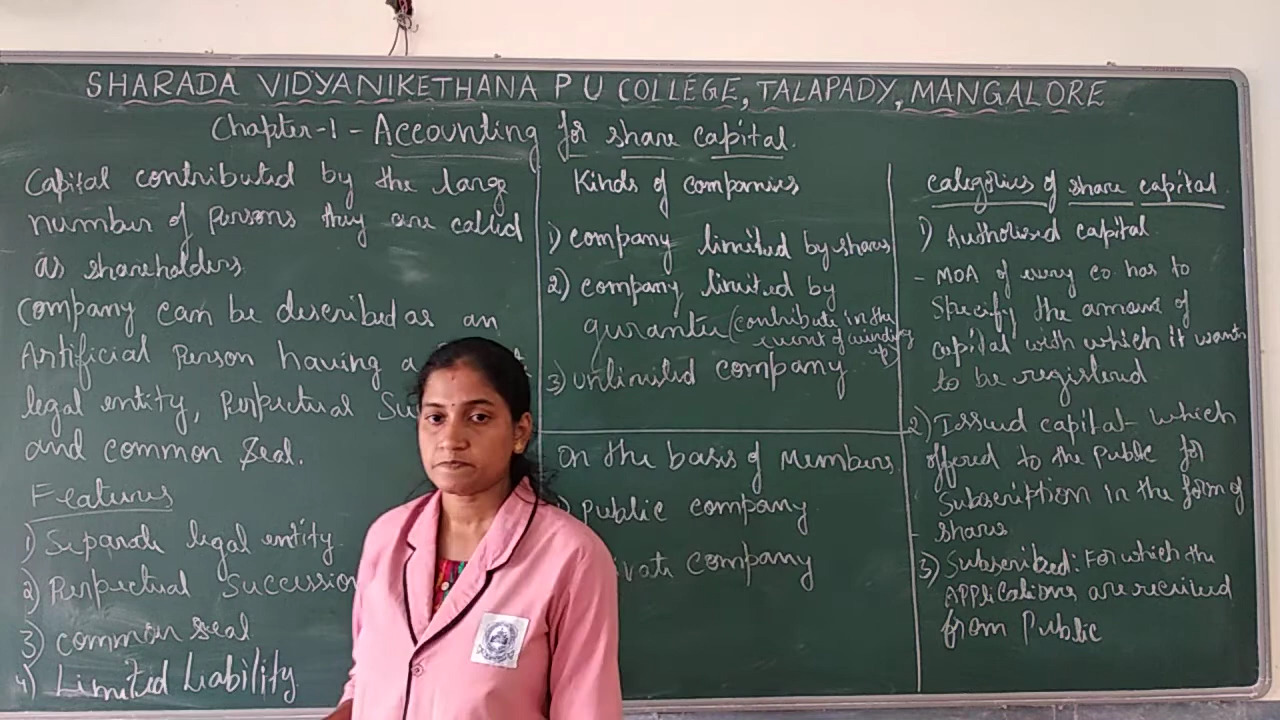 SHARADA VIDYANIKETHANA P U COLLEGE, TALAPADY, MANGALORE
Chapter-1 - Accounting for share capital.
Capital contributed by the large
number of persons they are called
as shareholders
Company can be described as an
Artificial Person having a
legal entity, Perpectual Su
and common seal.
Features
1) Separate legal entity
2) Perpectual Succession
3) common seal
4) Limited Liability
Kinds of companies
1) Company limited by shares
2) company limited by
gurantee (contribute in the
event of winding
up)
3) Unlimited company
On the basis of Members
Public company
vate company
categories of share capital
1) Authorised capital
- MOA of every co. has to
Specify the amount of
capital with which it wants
to be registered
2) Issued capital - which
offered to the public for
Subscription in the form of
- shares
3) Subscribed: For which the
Applications are received
from Public